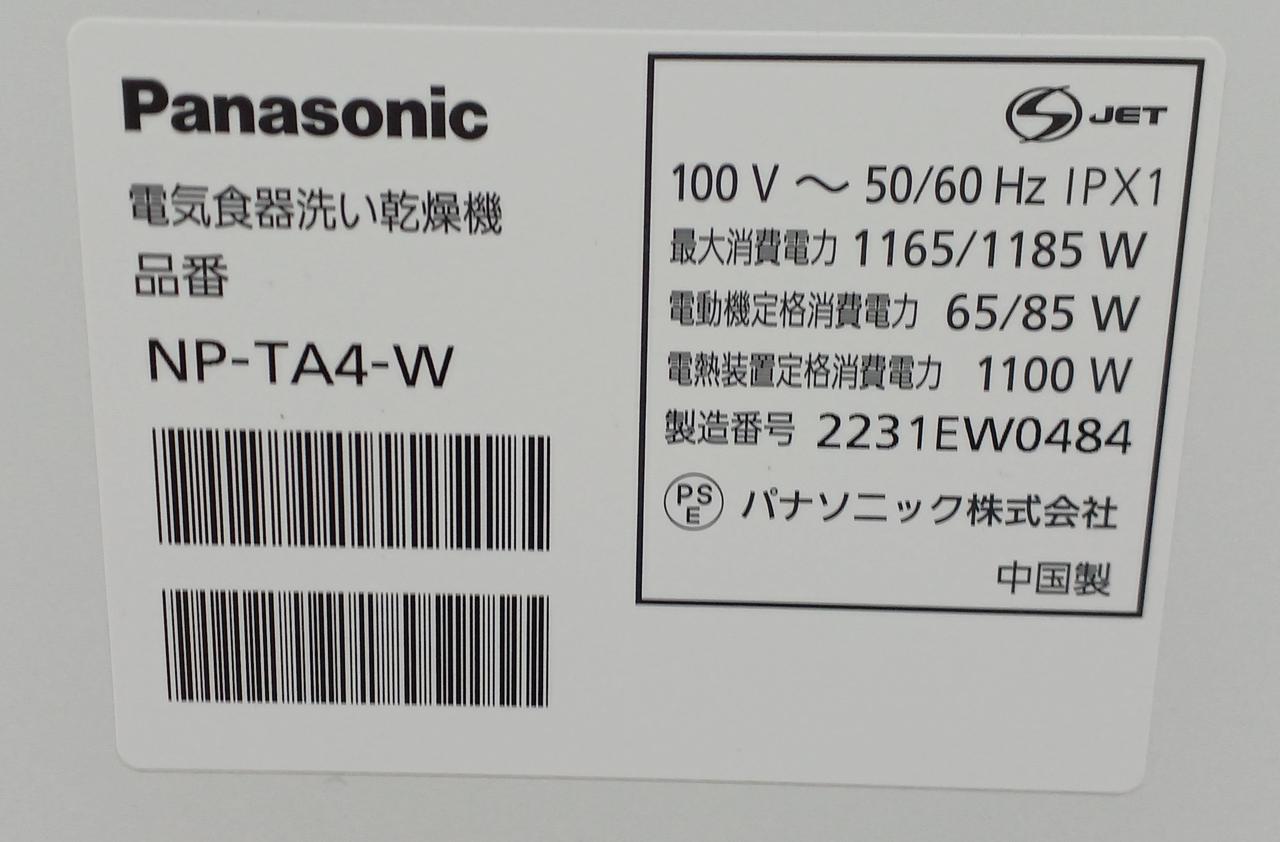 Panasonic
電気食器洗い乾燥機
品番
NP-TA4-W
JET
100 V ～ 50/60 Hz IPX1
最大消費電力 1165/1185 W
電動機定格消費電力 65/85 W
電熱装置定格消費電力 1100 W
製造番号 2231EW0484
PS
E パナソニック株式会社
中国製